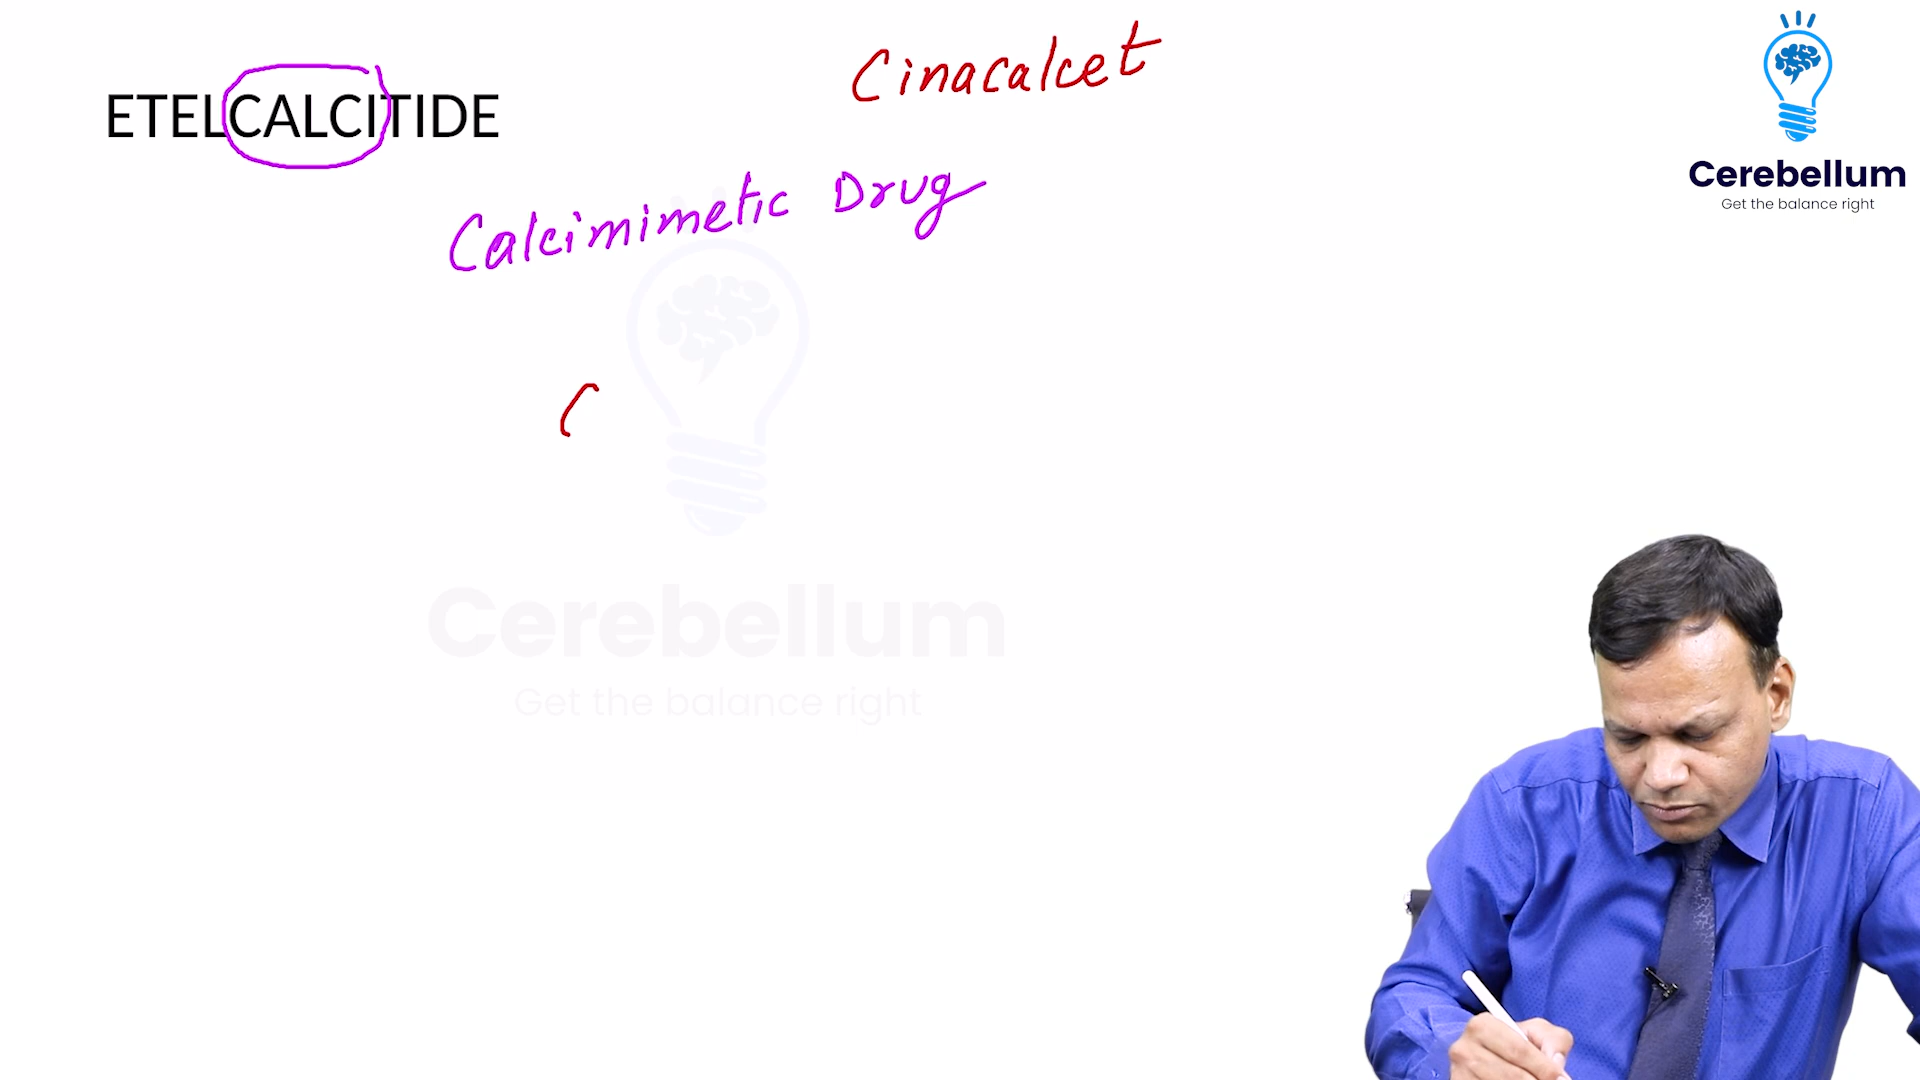 Cinacalcet
ETELCALCITIDE
Calcimimetic Drug
C
Cerebellum
Get the balance right
Cerebellum
Get the balance right